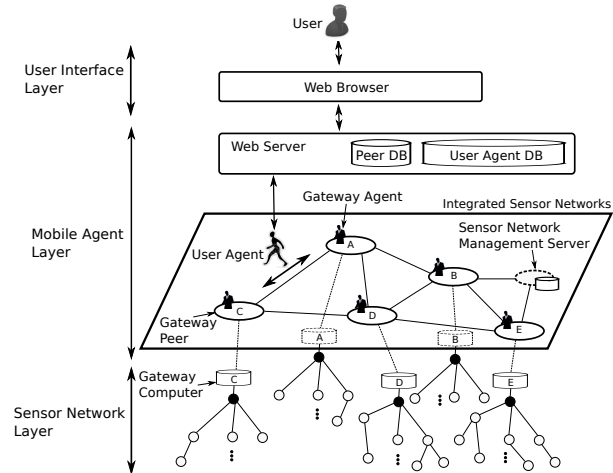 User
User Interface
Layer
Web Browser
Web Server
Peer DB
User Agent DB
Gateway Agent
Integrated Sensor Networks
Mobile Agent
Layer
User Agent
Sensor Network
Management Server
A
B
C
D
E
Gateway
Peer
A
B
Gateway
Computer
C
D
E
Sensor Network
Layer